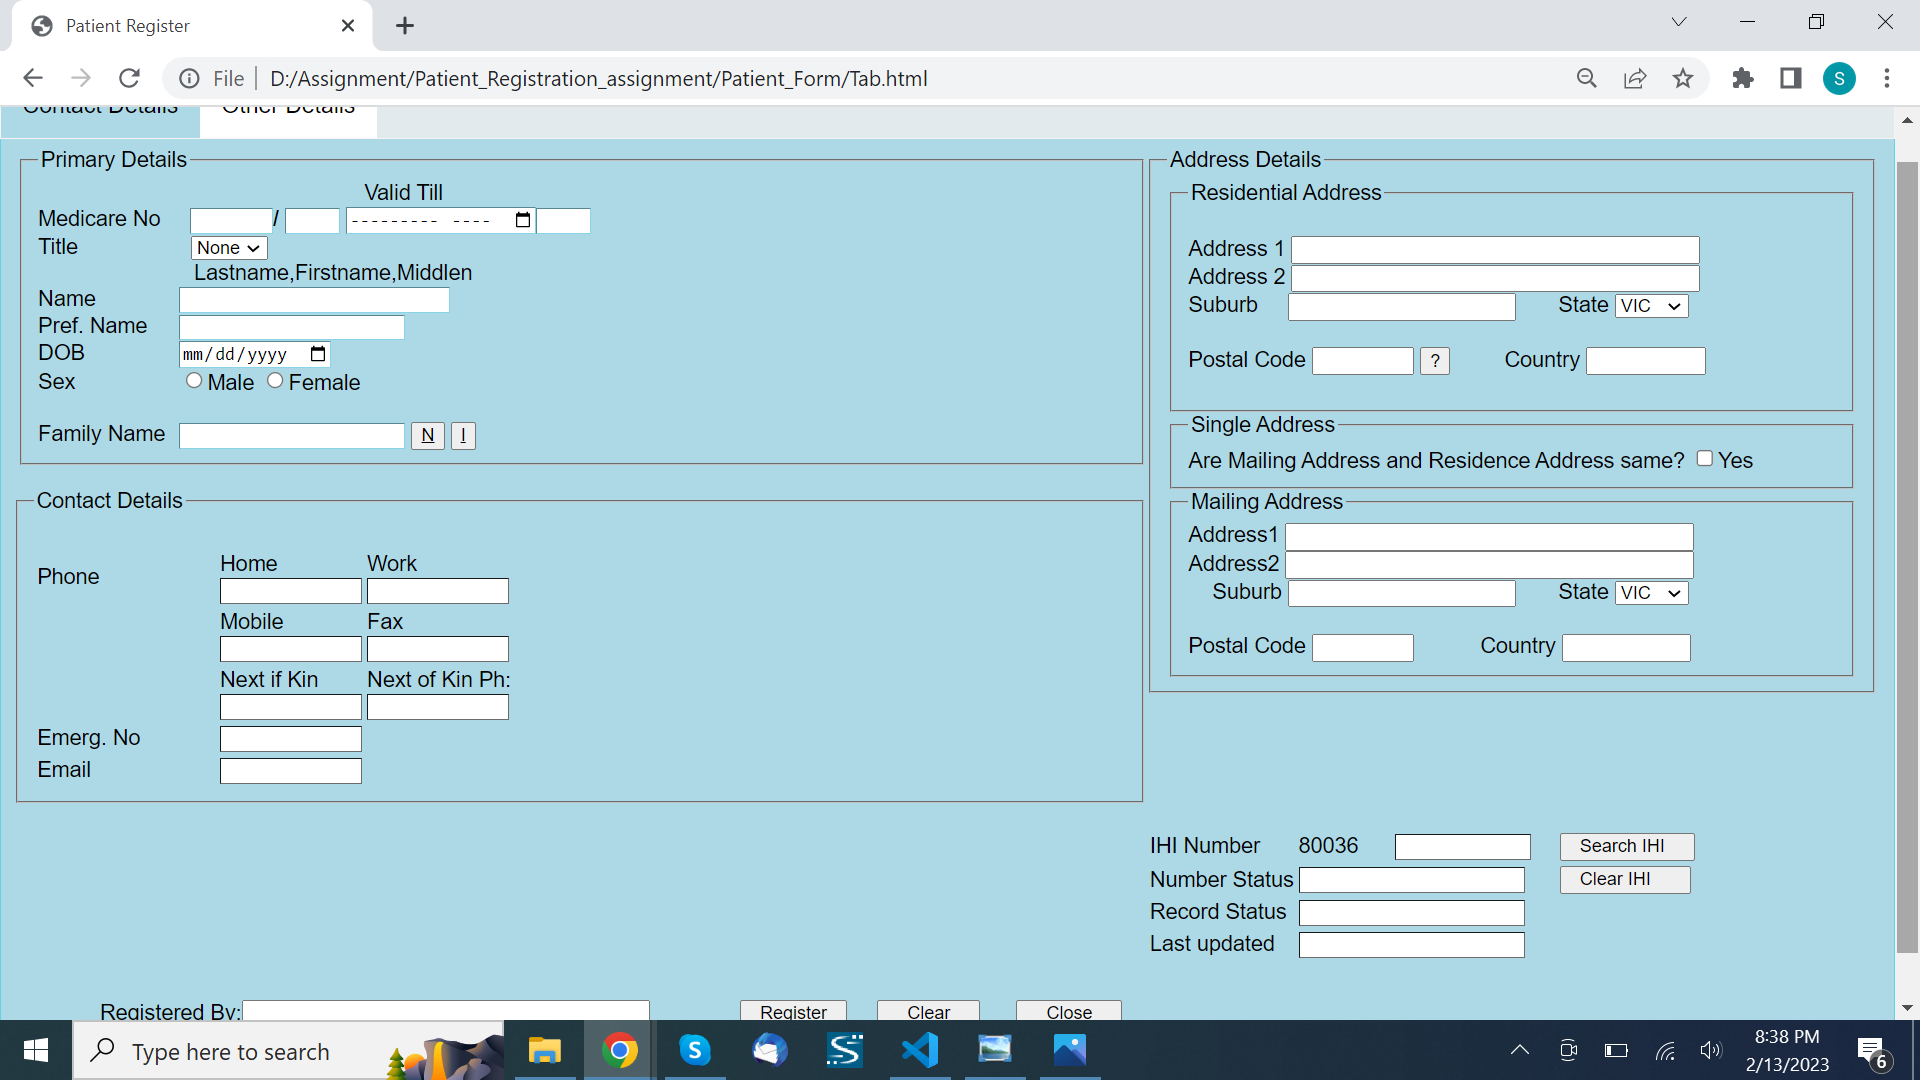 Patient Register
File
D:/Assignment/Patient_Registration_assignment/Patient_Form/Tab.html
S
Contact Details Other Details
Primary Details
Valid Till
Medicare No / --------- ----
Title None
Lastname,Firstname,Middlen
Name
Pref. Name
DOB mm/dd/yyyy
Sex Male Female
Family Name N I
Contact Details
Home Work
Phone
Mobile Fax
Next if Kin Next of Kin Ph:
Emerg. No
Email
Address Details
Residential Address
Address 1
Address 2
Suburb State VIC
Postal Code ? Country
Single Address
Are Mailing Address and Residence Address same? Yes
Mailing Address
Address1
Address2
Suburb State VIC
Postal Code Country
IHI Number 80036 Search IHI
Number Status Clear IHI
Record Status
Last updated
Registered By: Register Clear Close
Type here to search
8:38 PM
2/13/2023
6